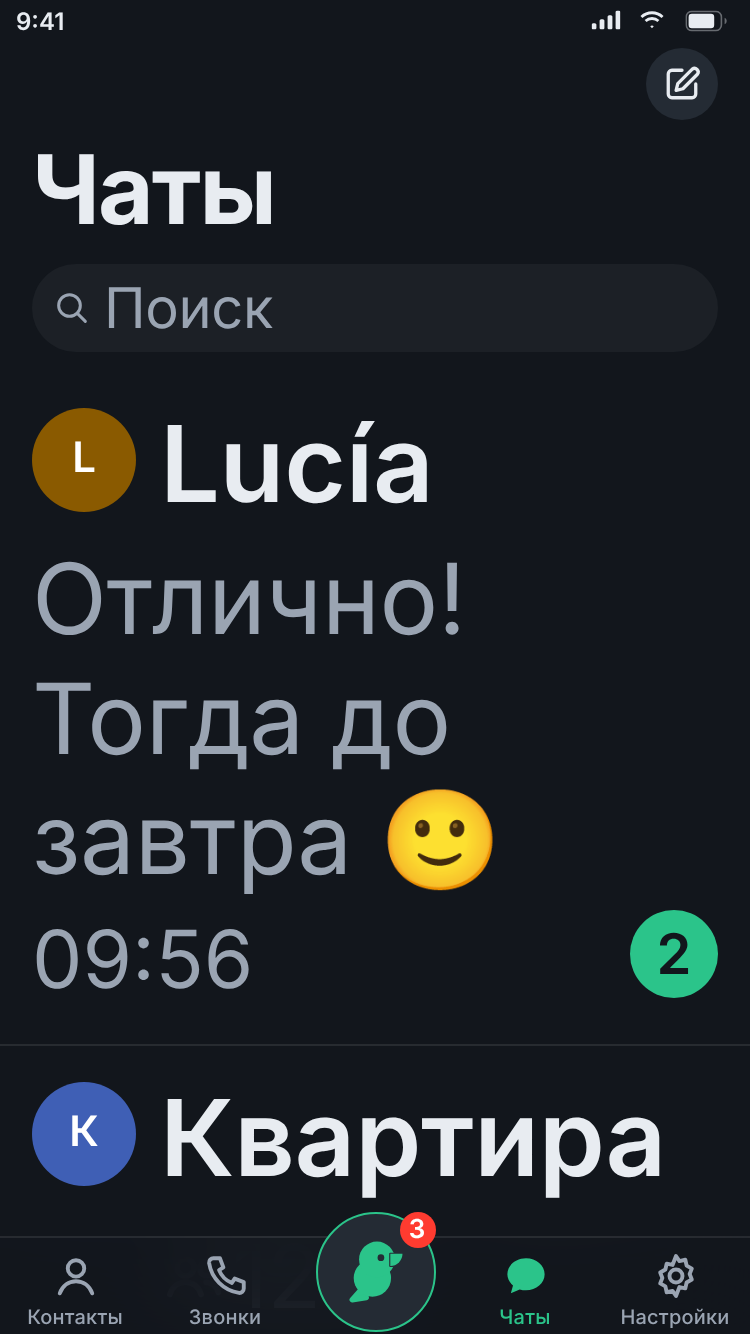 9:41
Чаты
Поиск
L
Lucía
Отлично!
Тогда до
завтра 🙂
09:56
2
К
Квартира
3
Контакты
Звонки
Чаты
Настройки